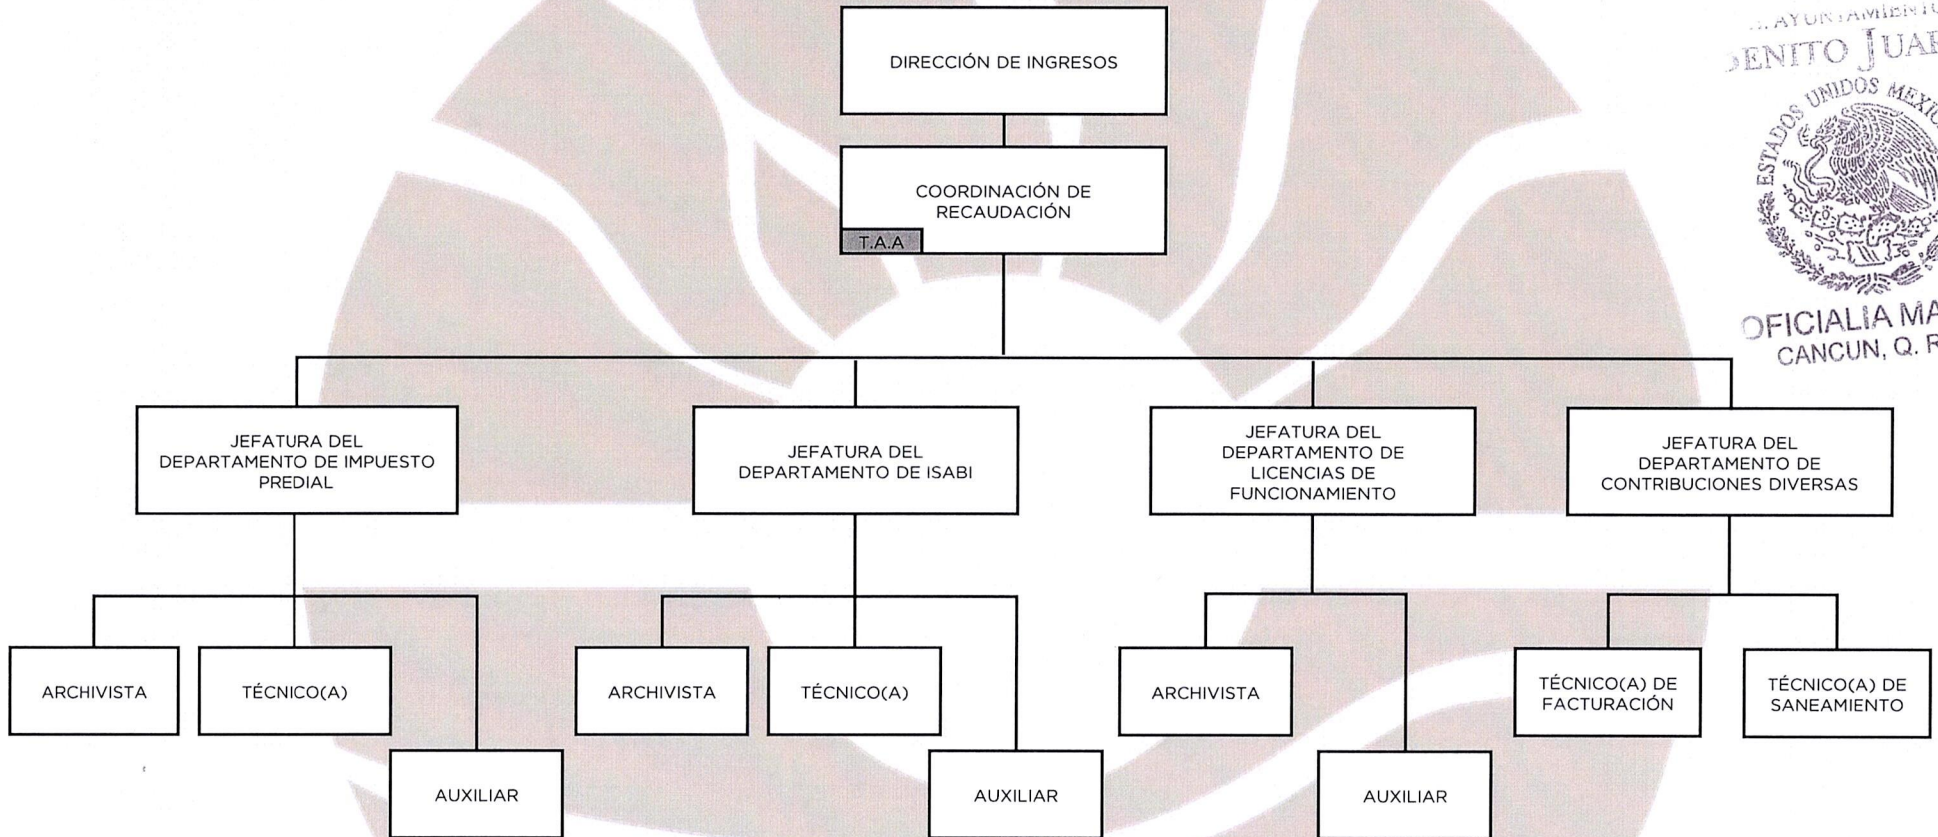 DIRECCIÓN DE INGRESOS
COORDINACIÓN DE
RECAUDACIÓN
T.A.A
BENITO
ESTADOS UNIDOS
OFICIALIA
CANCUN, Q.
JEFATURA DEL
DEPARTAMENTO DE IMPUESTO
PREDIAL
JEFATURA DEL
DEPARTAMENTO DE ISABI
JEFATURA DEL
DEPARTAMENTO DE
LICENCIAS DE
FUNCIONAMIENTO
JEFATURA DEL
DEPARTAMENTO DE
CONTRIBUCIONES DIVERSAS
ARCHIVISTA
TÉCNICO(A)
AUXILIAR
ARCHIVISTA
TÉCNICO(A)
AUXILIAR
ARCHIVISTA
AUXILIAR
TÉCNICO(A) DE
FACTURACIÓN
TÉCNICO(A) DE
SANEAMIENTO